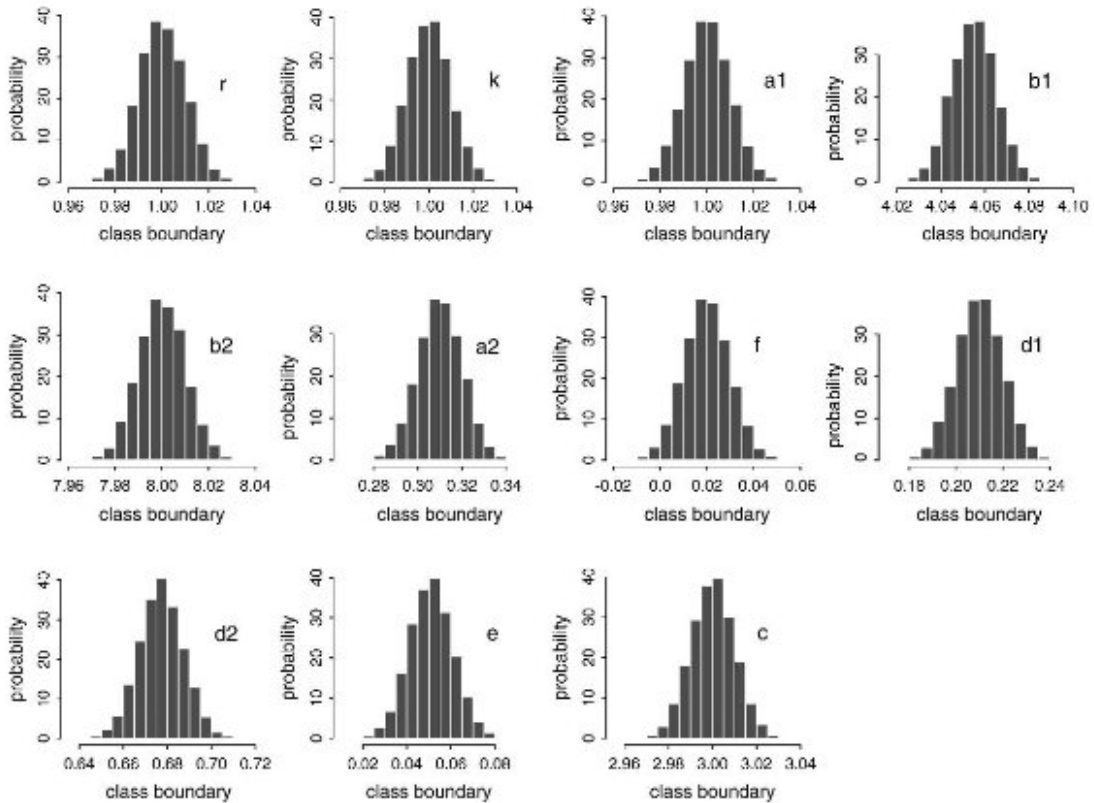 probability
0 10 20 30 40
r
0.96 0.98 1.00 1.02 1.04
class boundary
probability
0 10 20 30 40
k
0.96 0.98 1.00 1.02 1.04
class boundary
probability
0 10 20 30 40
a1
0.96 0.98 1.00 1.02 1.04
class boundary
probability
0 10 20 30
b1
4.02 4.04 4.06 4.08 4.10
class boundary
probability
0 10 20 30 40
b2
7.96 7.98 8.00 8.02 8.04
class boundary
probability
0 10 20 30
a2
0.28 0.30 0.32 0.34
class boundary
probability
0 10 20 30 40
f
-0.02 0.0 0.02 0.04 0.06
class boundary
probability
0 10 20 30
d1
0.18 0.20 0.22 0.24
class boundary
probability
0 10 20 30 40
d2
0.64 0.66 0.68 0.70 0.72
class boundary
probability
0 10 20 30 40
e
0.02 0.04 0.06 0.08
class boundary
probability
0 10 20 30 40
c
2.96 2.98 3.00 3.02 3.04
class boundary